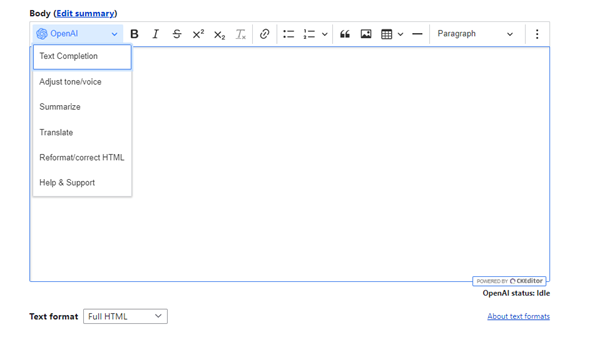 Body (Edit summary)
OpenAI B I S X² X₂ Tx Paragraph
Text Completion
Adjust tone/voice
Summarize
Translate
Reformat/correct HTML
Help & Support
POWERED BY CKEditor
OpenAI status: Idle
Text format Full HTML About text formats